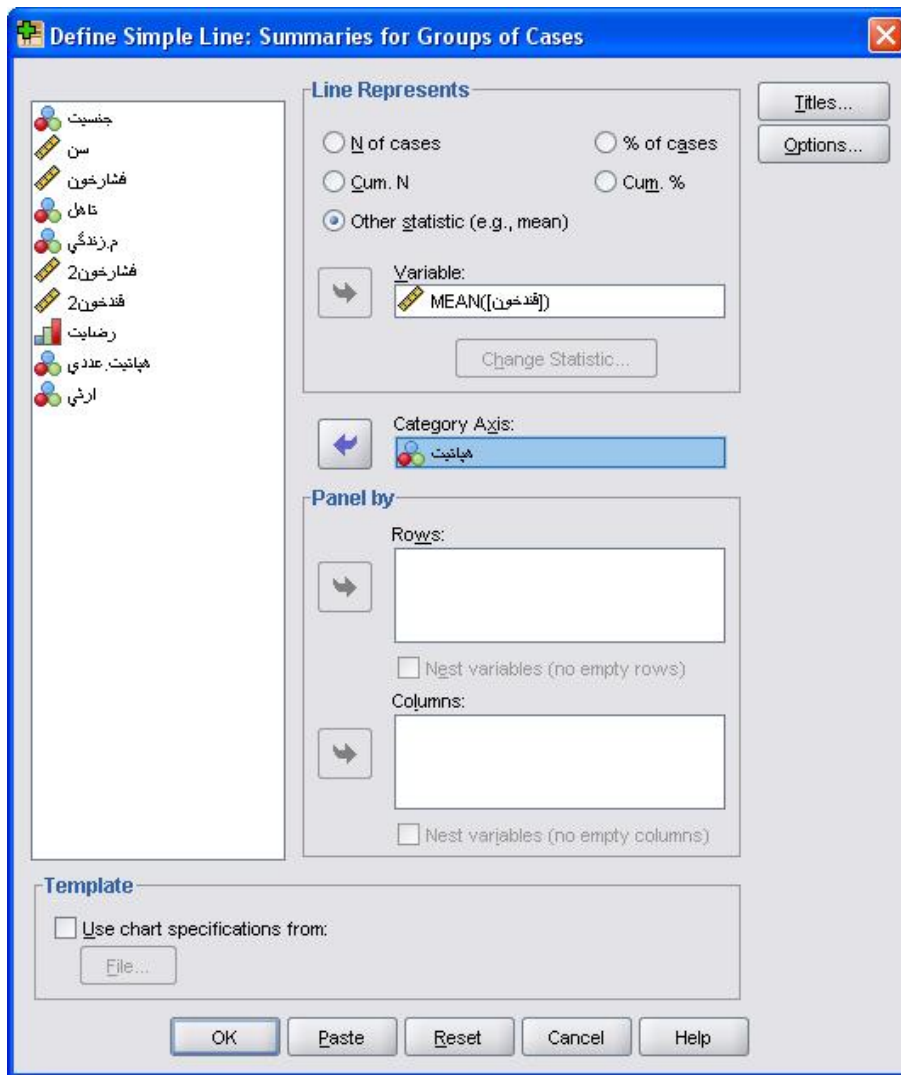 Define Simple Line: Summaries for Groups of Cases
جنسيت
سن
فشارخون
تاهل
م.زندگي
فشارخون2
قندخون2
رضايت
هپاتيت.عددي
ارثي
Line Represents
N of cases
% of cases
Cum. N
Cum. %
Other statistic (e.g., mean)
Variable:
MEAN([قندخون])
Change Statistic...
Category Axis:
هپاتيت
Panel by
Rows:
Nest variables (no empty rows)
Columns:
Nest variables (no empty columns)
Titles...
Options...
Template
Use chart specifications from:
File...
OK
Paste
Reset
Cancel
Help